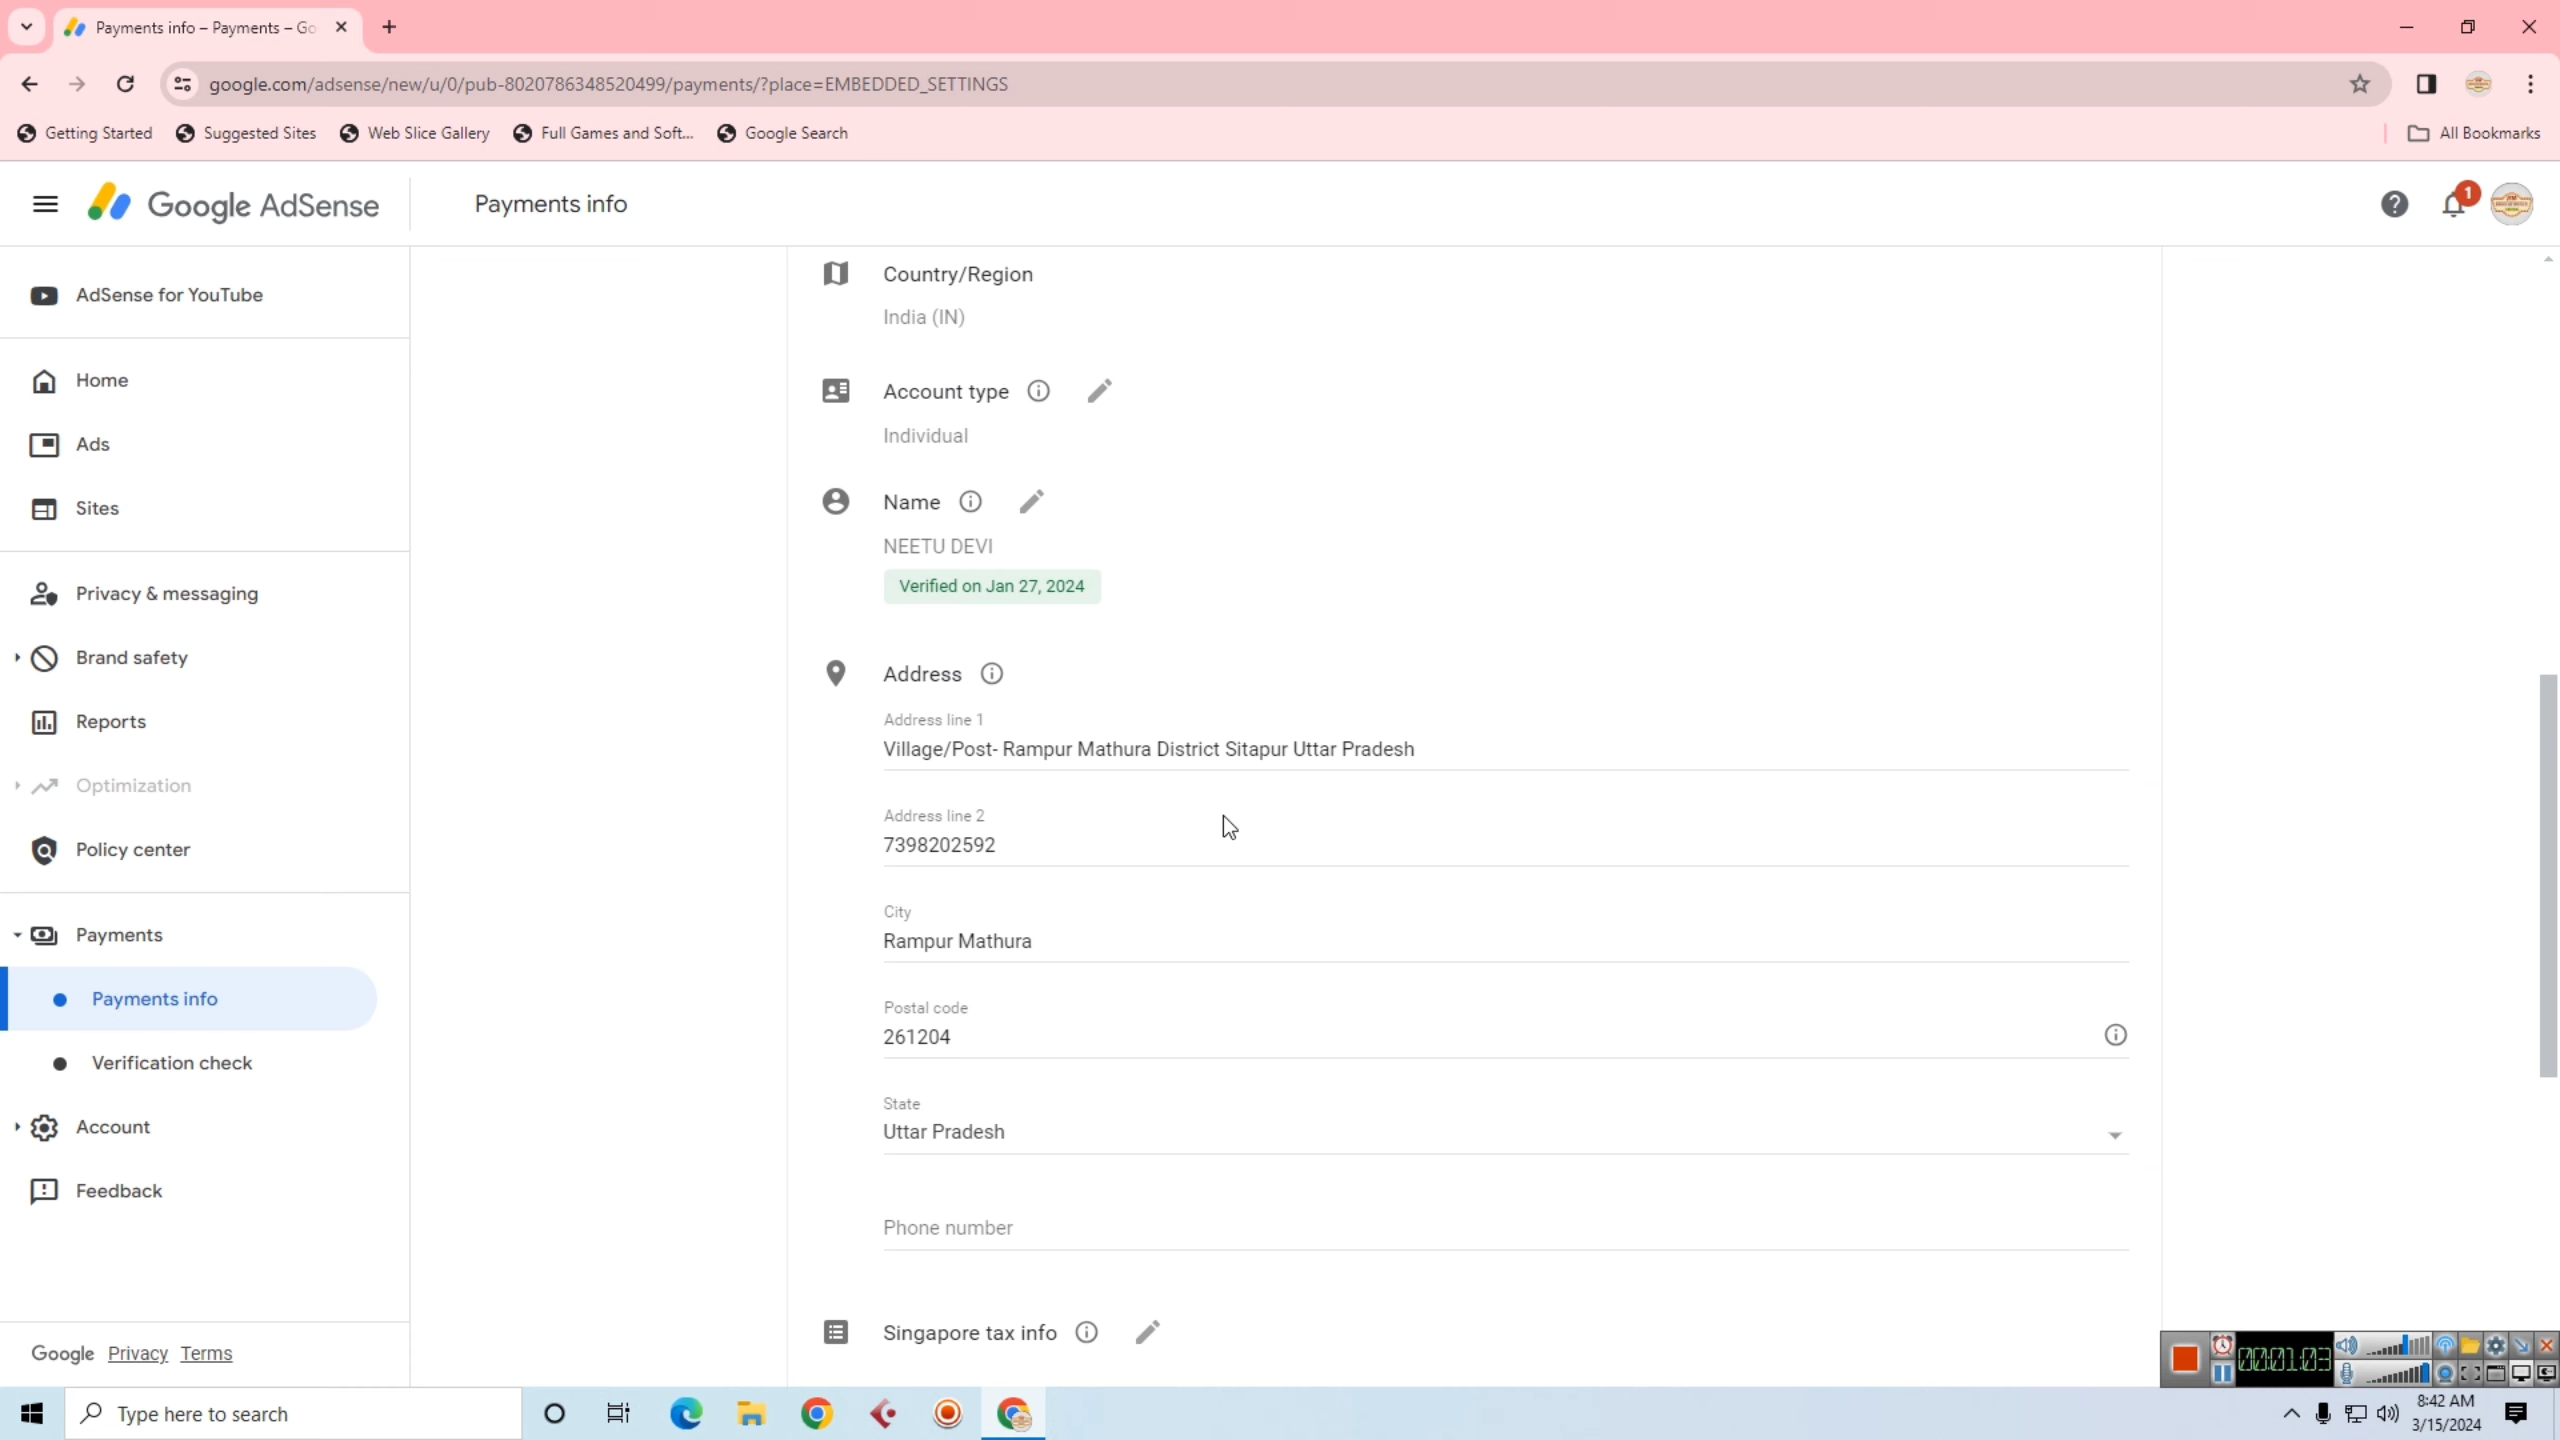 Payments info – Payments – Go
google.com/adsense/new/u/0/pub-8020786348520499/payments/?place=EMBEDDED_SETTINGS
Getting Started
Suggested Sites
Web Slice Gallery
Full Games and Soft...
Google Search
All Bookmarks
Google AdSense
Payments info
1
AdSense for YouTube
Home
Ads
Sites
Privacy & messaging
Brand safety
Reports
Optimization
Policy center
Payments
Payments info
Verification check
Account
Feedback
Google Privacy Terms
Country/Region
India (IN)
Account type
Individual
Name
NEETU DEVI
Verified on Jan 27, 2024
Address
Address line 1
Village/Post- Rampur Mathura District Sitapur Uttar Pradesh
Address line 2
7398202592
City
Rampur Mathura
Postal code
261204
State
Uttar Pradesh
Phone number
Singapore tax info
00:01:03
Type here to search
8:42 AM
3/15/2024